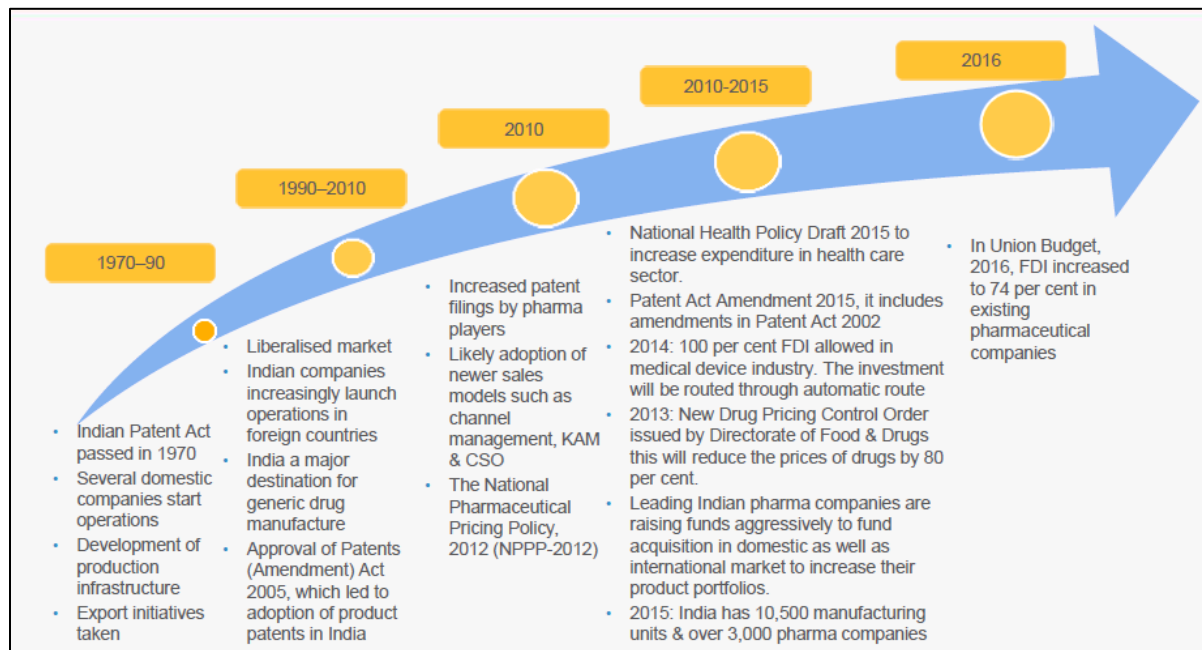 1970–90
• Indian Patent Act
passed in 1970
• Several domestic
companies start
operations
• Development of
production
infrastructure
• Export initiatives
taken
1990–2010
• Liberalised market
• Indian companies
increasingly launch
operations in
foreign countries
• India a major
destination for
generic drug
manufacture
• Approval of Patents
(Amendment) Act
2005, which led to
adoption of product
patents in India
2010
• Increased patent
filings by pharma
players
• Likely adoption of
newer sales
models such as
channel
management, KAM
& CSO
• The National
Pharmaceutical
Pricing Policy,
2012 (NPPP-2012)
2010-2015
• National Health Policy Draft 2015 to
increase expenditure in health care
sector.
• Patent Act Amendment 2015, it includes
amendments in Patent Act 2002
• 2014: 100 per cent FDI allowed in
medical device industry. The investment
will be routed through automatic route
• 2013: New Drug Pricing Control Order
issued by Directorate of Food & Drugs
this will reduce the prices of drugs by 80
per cent.
• Leading Indian pharma companies are
raising funds aggressively to fund
acquisition in domestic as well as
international market to increase their
product portfolios.
• 2015: India has 10,500 manufacturing
units & over 3,000 pharma companies
2016
• In Union Budget,
2016, FDI increased
to 74 per cent in
existing
pharmaceutical
companies